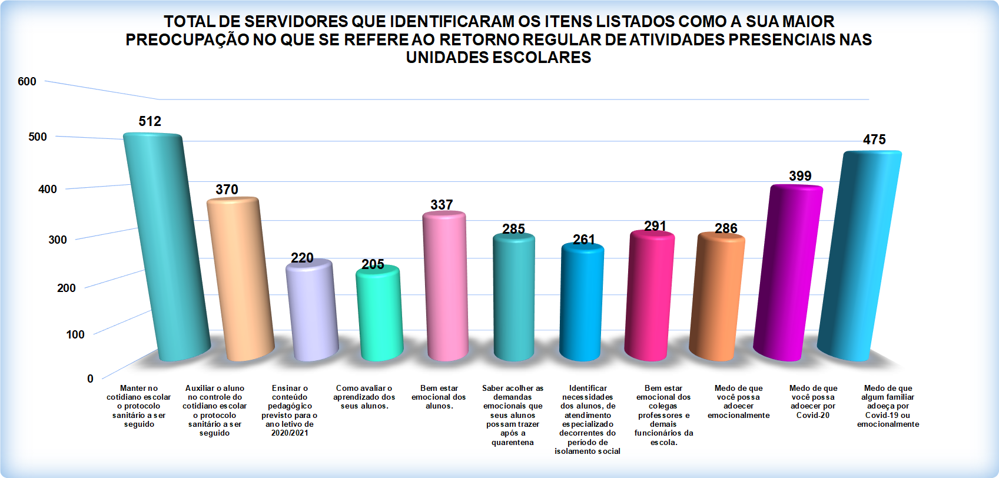 TOTAL DE SERVIDORES QUE IDENTIFICARAM OS ITENS LISTADOS COMO A SUA MAIOR
PREOCUPAÇÃO NO QUE SE REFERE AO RETORNO REGULAR DE ATIVIDADES PRESENCIAIS NAS
UNIDADES ESCOLARES
600
500
400
300
200
100
0
512
370
220
205
337
285
261
291
286
399
475
Manter no
cotidiano escolar
o protocolo
sanitário a ser
seguido
Auxiliar o aluno
no controle do
cotidiano escolar
o protocolo
sanitário a ser
seguido
Ensinar o
conteúdo
pedagógico
previsto para o
ano letivo de
2020/2021
Como avaliar o
aprendizado dos
seus alunos.
Bem estar
emocional dos
alunos.
Saber acolher as
demandas
emocionais que
seus alunos
possam trazer
após a
quarentena
Identificar
necessidades
dos alunos, de
atendimento
especializado
decorrentes do
período de
isolamento social
Bem estar
emocional dos
colegas
professores e
demais
funcionários da
escola.
Medo de que
você possa
adoecer
emocionalmente
Medo de que
você possa
adoecer por
Covid-20
Medo de que
algum familiar
adoeça por
Covid-19 ou
emocionalmente